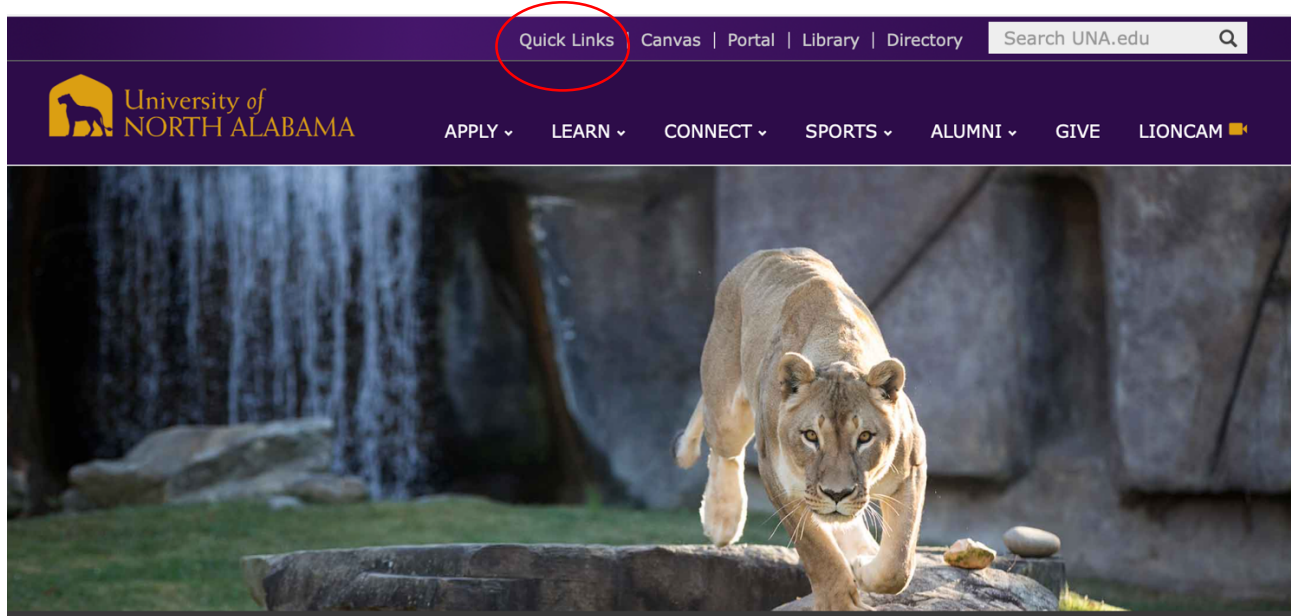 Quick Links | Canvas | Portal | Library | Directory Search UNA.edu
University of
NORTH ALABAMA
APPLY LEARN CONNECT SPORTS ALUMNI GIVE LIONCAM